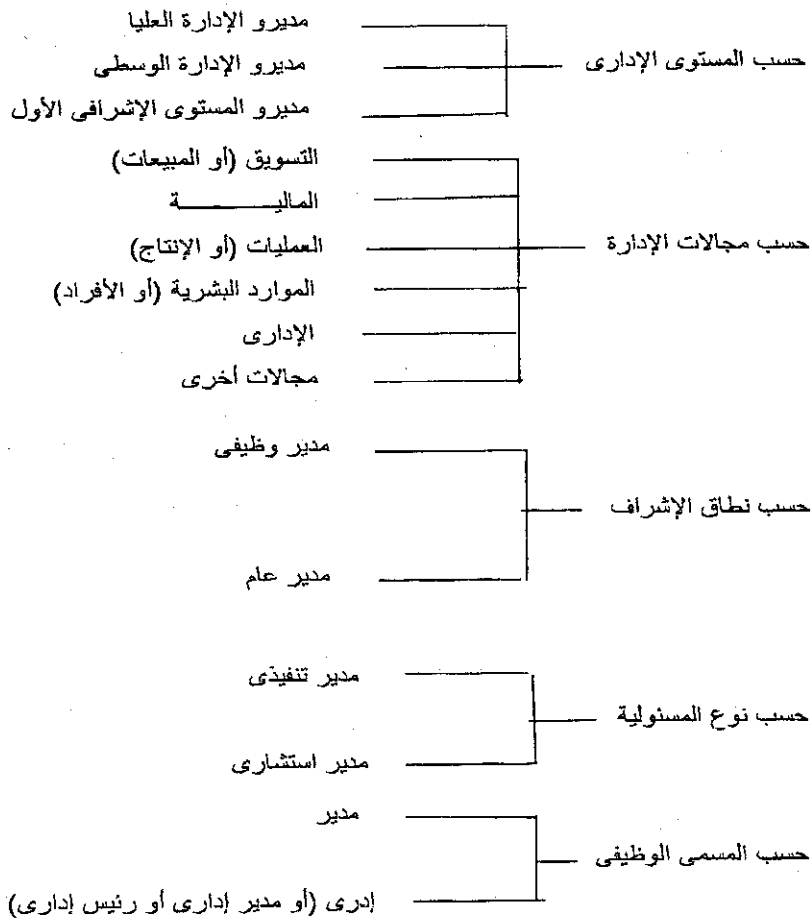 حسب المستوى الإدارى
مديرو الإدارة العليا
مديرو الإدارة الوسطى
مديرو المستوى الإشرافى الأول
حسب مجالات الإدارة
التسويق (أو المبيعات)
الماليــــــــــة
العمليات (أو الإنتاج)
الموارد البشرية (أو الأفراد)
الإدارى
مجالات أخرى
حسب نطاق الإشراف
مدير وظيفى
مدير عام
حسب نوع المسئولية
مدير تنفيذى
مدير استشارى
حسب المسمى الوظيفى
مدير
إدرى (أو مدير إدارى أو رئيس إدارى)